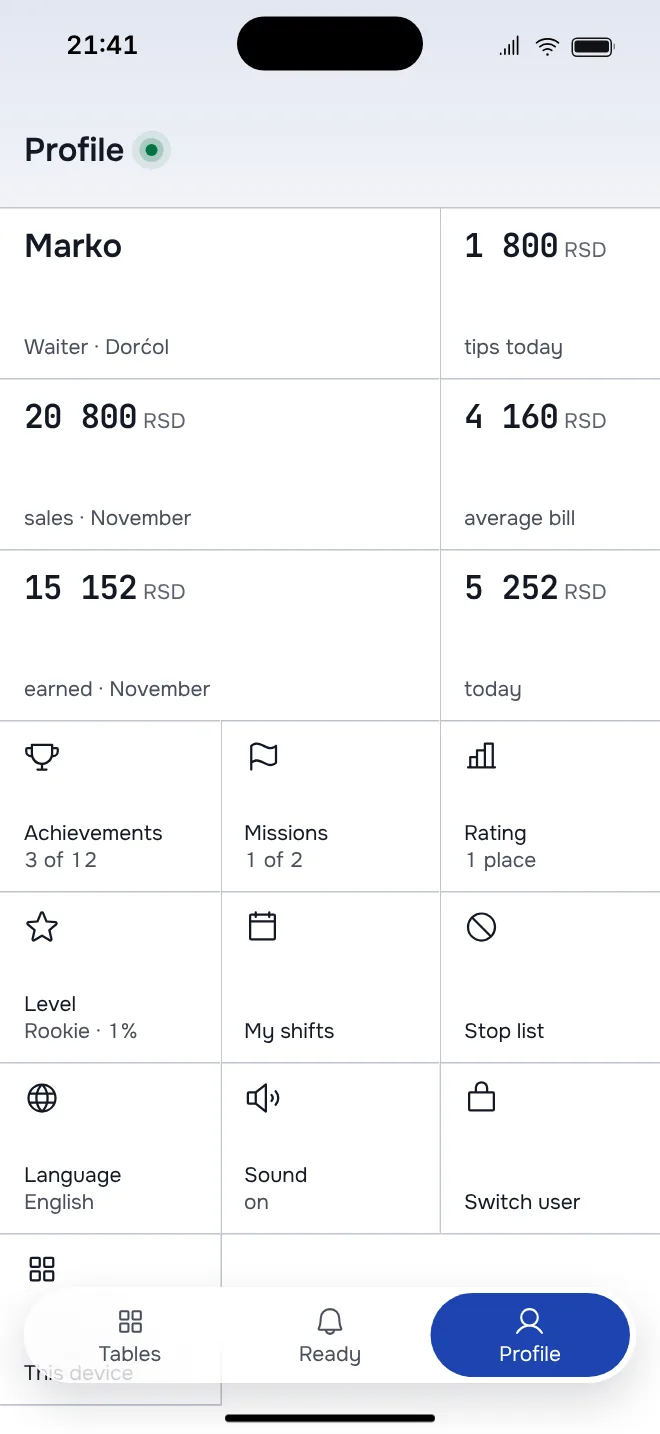 21:41
Profile
Marko
Waiter · Dorćol
1 800 RSD
tips today
20 800 RSD
sales · November
4 160 RSD
average bill
15 152 RSD
earned · November
5 252 RSD
today
Achievements
3 of 12
Missions
1 of 2
Rating
1 place
Level
Rookie · 1%
My shifts
Stop list
Language
English
Sound
on
Switch user
This device
Tables
Ready
Profile